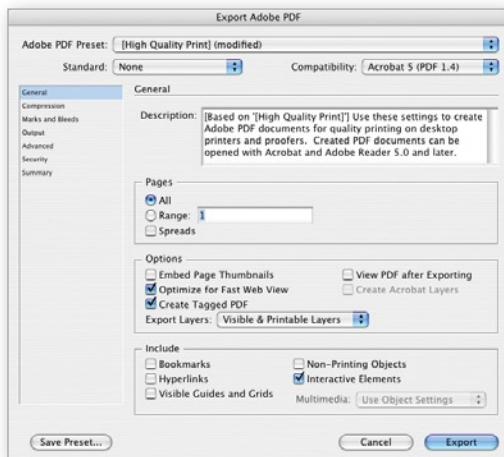 Export Adobe PDF
Adobe PDF Preset: [High Quality Print] (modified)
Standard: None Compatibility: Acrobat 5 (PDF 1.4)
General
Compression
Marks and Bleeds
Output
Advanced
Security
Summary
General
Description: [Based on '[High Quality Print]'] Use these settings to create
Adobe PDF documents for quality printing on desktop
printers and proofers. Created PDF documents can be
opened with Acrobat and Adobe Reader 5.0 and later.
Pages
All
Range: 1
Spreads
Options
Embed Page Thumbnails View PDF after Exporting
Optimize for Fast Web View Create Acrobat Layers
Create Tagged PDF
Export Layers: Visible & Printable Layers
Include
Bookmarks Non-Printing Objects
Hyperlinks Interactive Elements
Visible Guides and Grids Multimedia: Use Object Settings
Save Preset... Cancel Export